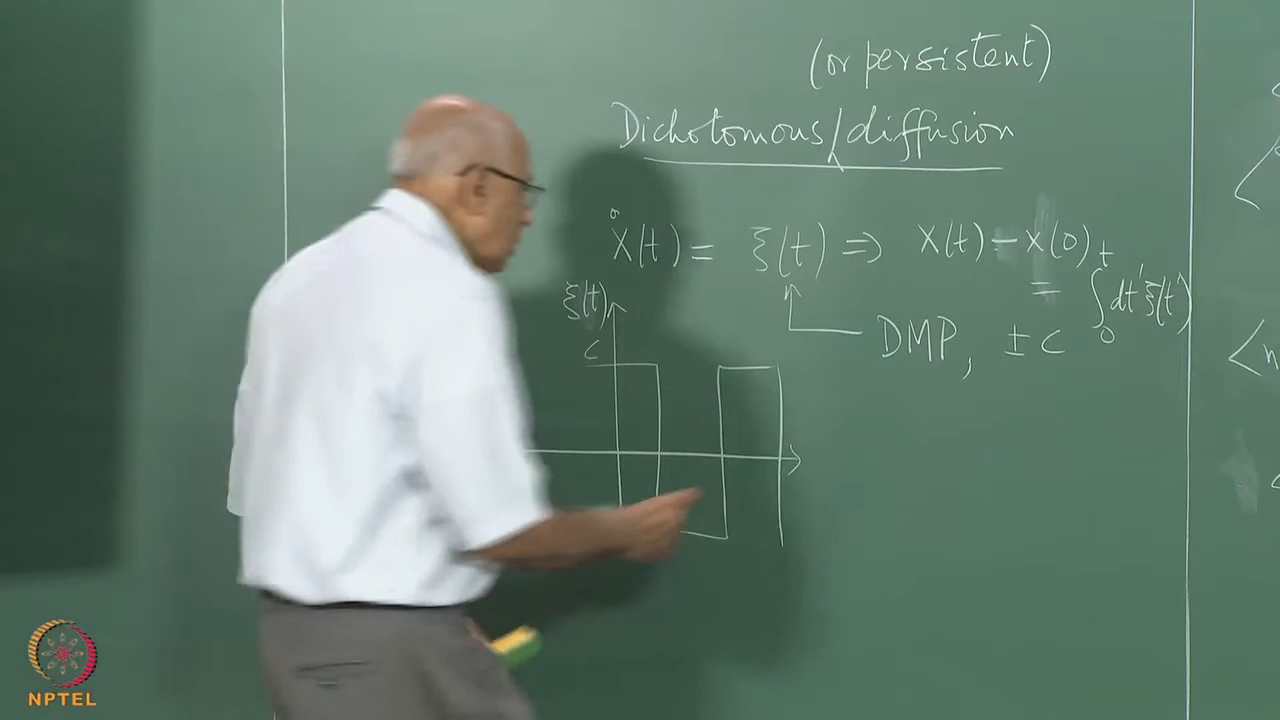 (or persistent)
Dichotomous/diffusion
Ẋ(t) = ξ(t) ⇒ X(t) - X(0)
= ∫₀ᵗ dt' ξ(t')
DMP, ± c
ξ(t)
c
NPTEL